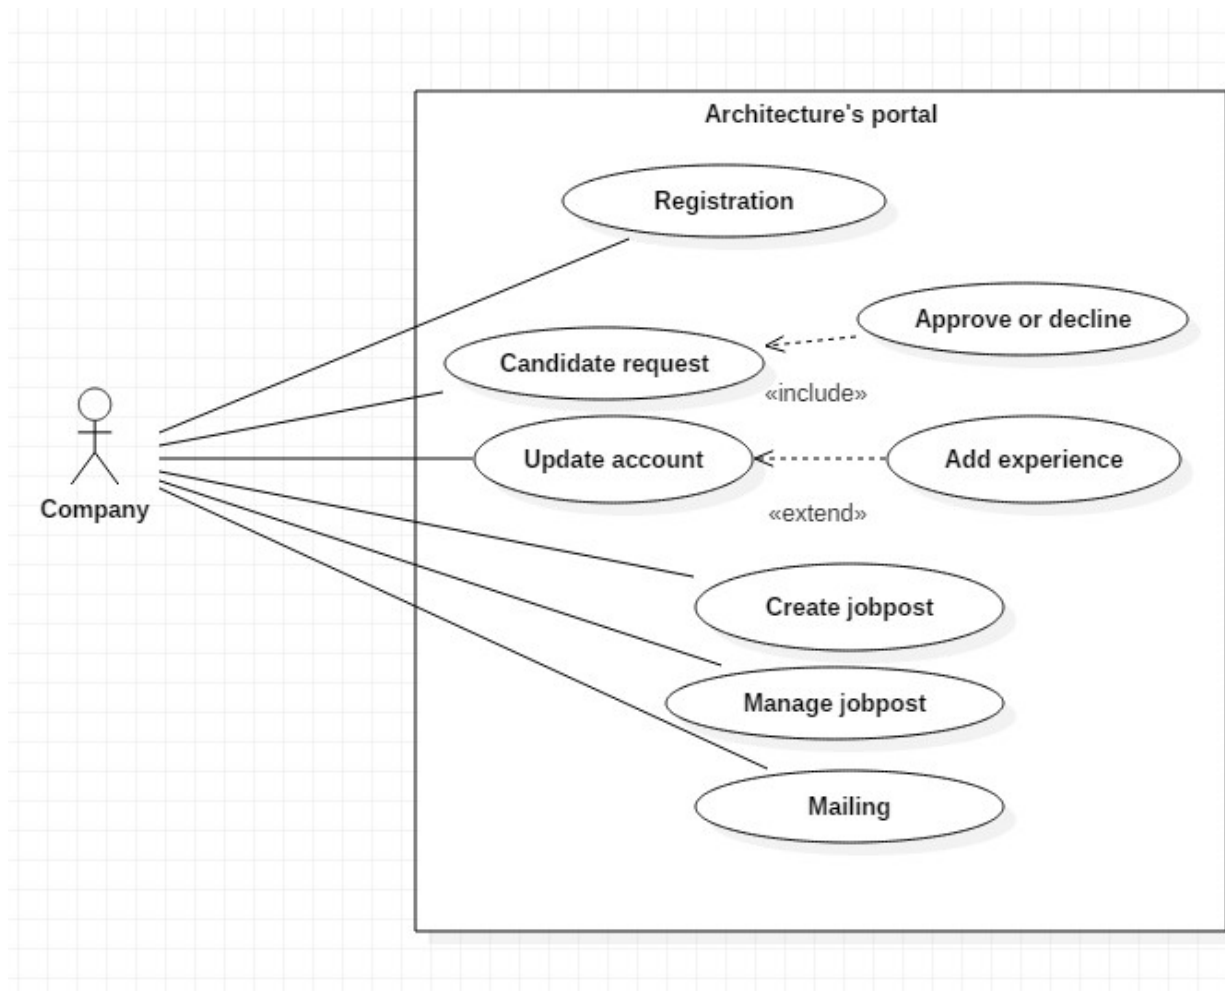 Architecture's portal
Registration
Approve or decline
Candidate request
«include»
Update account
Add experience
Company
«extend»
Create jobpost
Manage jobpost
Mailing